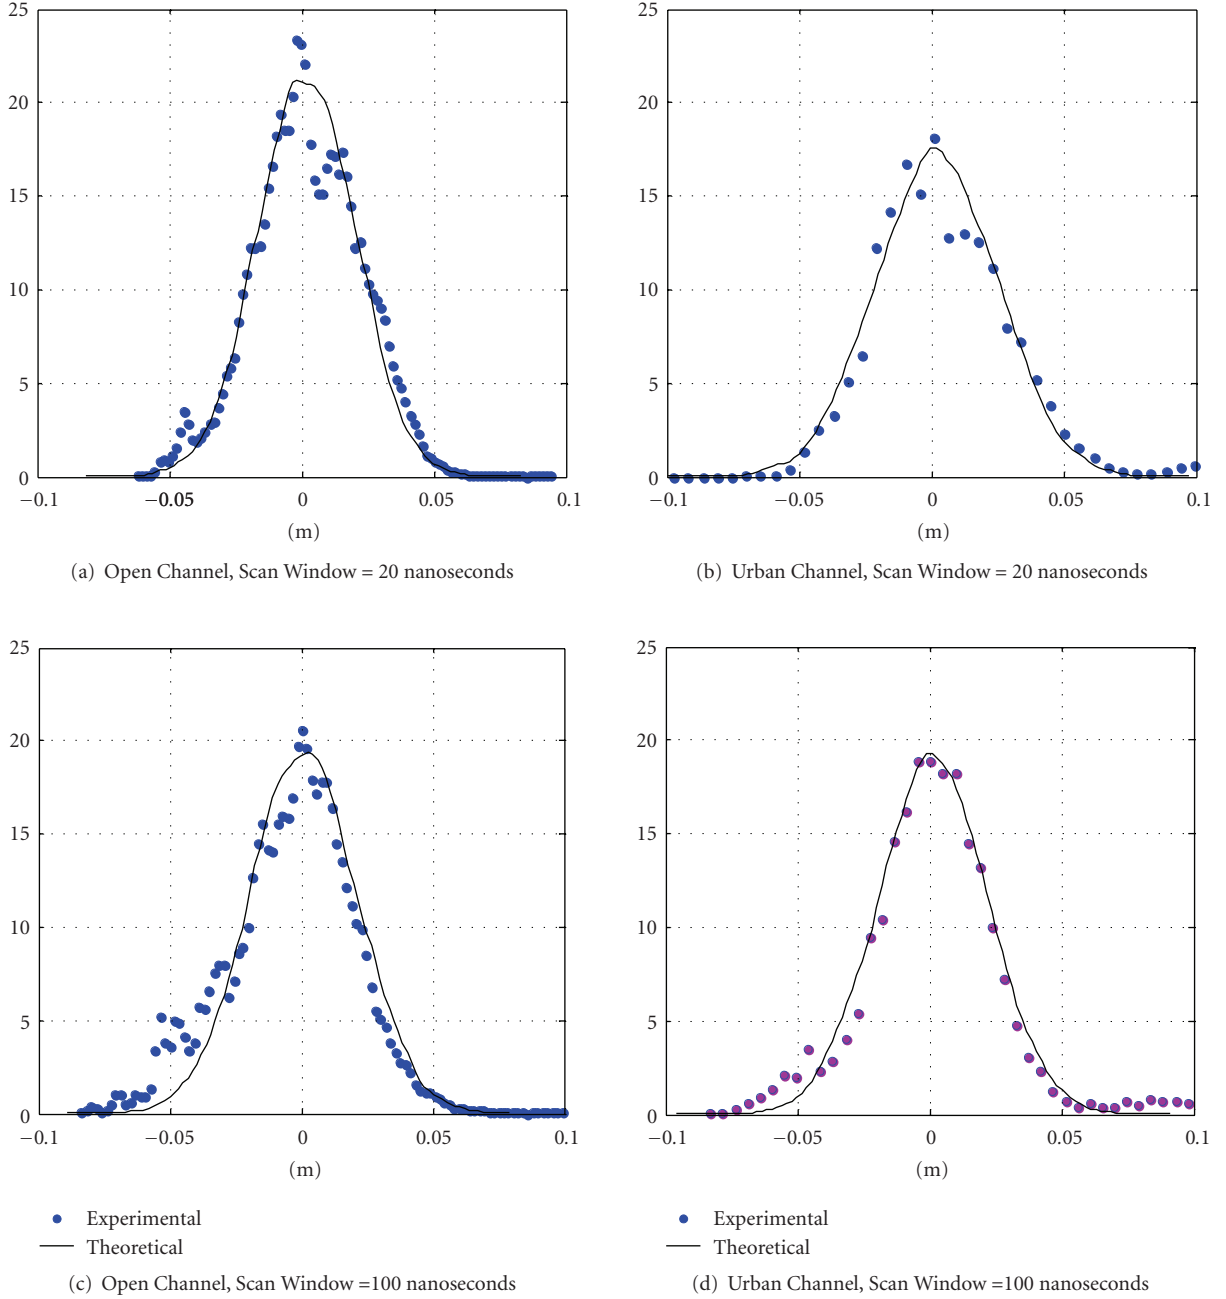 25
20
15
10
5
0
−0.1 −0.05 0 0.05 0.1
(m)
(a) Open Channel, Scan Window = 20 nanoseconds
25
20
15
10
5
0
−0.1 −0.05 0 0.05 0.1
(m)
(b) Urban Channel, Scan Window = 20 nanoseconds
25
20
15
10
5
0
−0.1 −0.05 0 0.05 0.1
(m)
Experimental
Theoretical
(c) Open Channel, Scan Window =100 nanoseconds
25
20
15
10
5
0
−0.1 −0.05 0 0.05 0.1
(m)
Experimental
Theoretical
(d) Urban Channel, Scan Window =100 nanoseconds